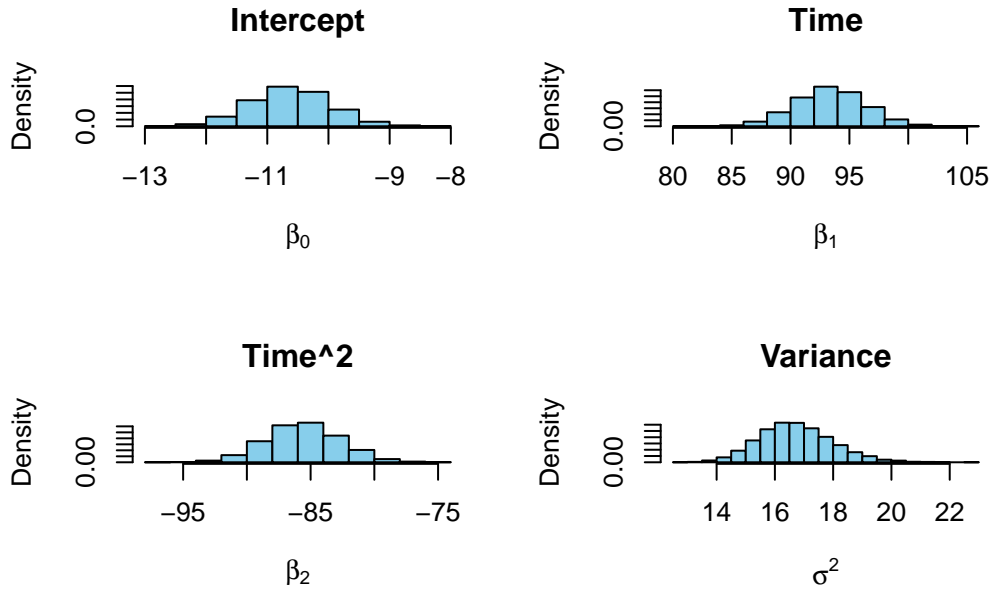 Intercept
Density
0.0
−13 −11 −9 −8
β0
Time
Density
0.00
80 85 90 95 105
β1
Time^2
Density
0.00
−95 −85 −75
β2
Variance
Density
0.00
14 16 18 20 22
σ2